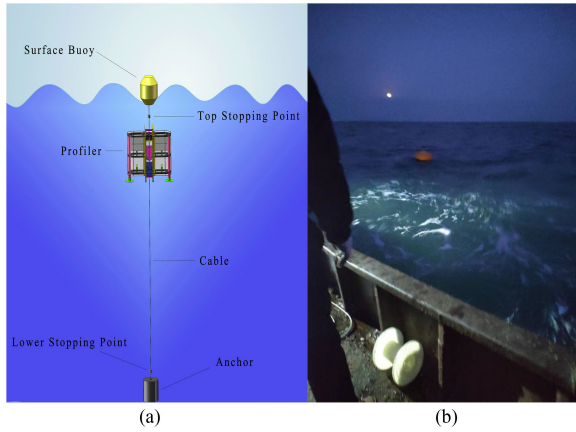 Surface Buoy
Top Stopping Point
Profiler
Cable
Lower Stopping Point
Anchor
(a)
(b)